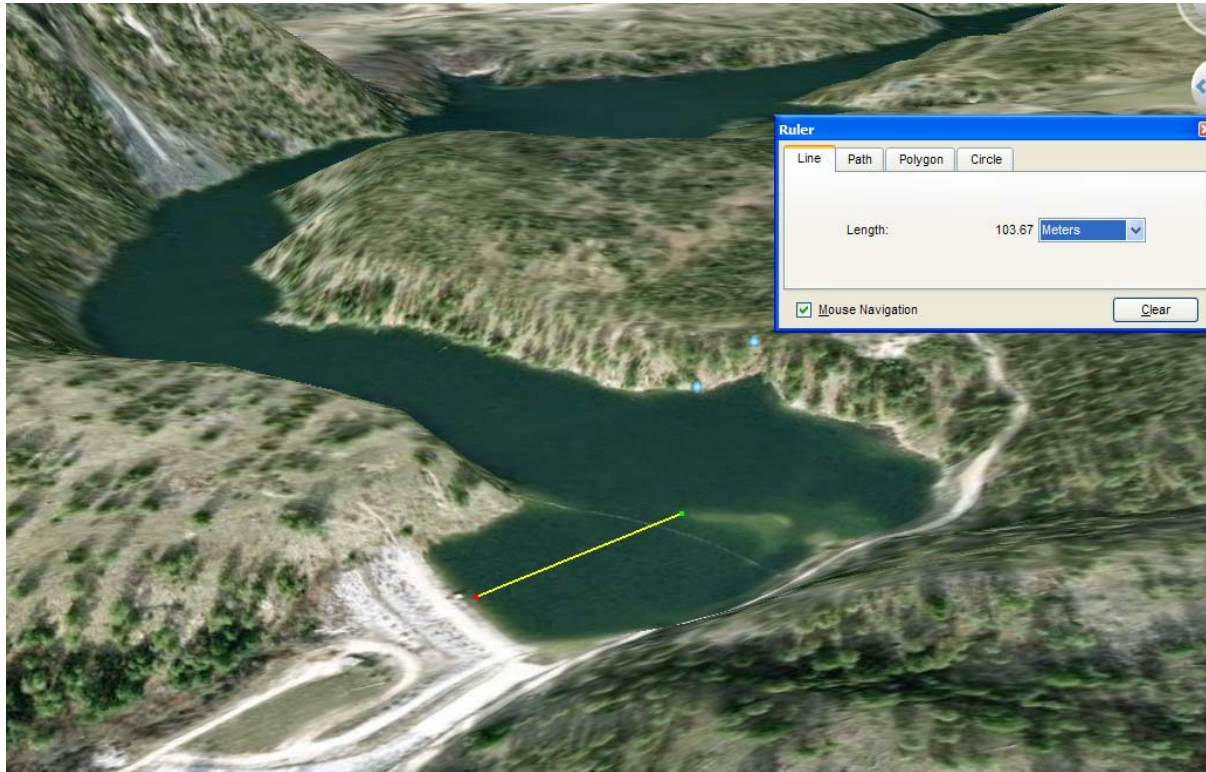 Ruler
Line Path Polygon Circle
Length: 103.67 Meters
Mouse Navigation Clear